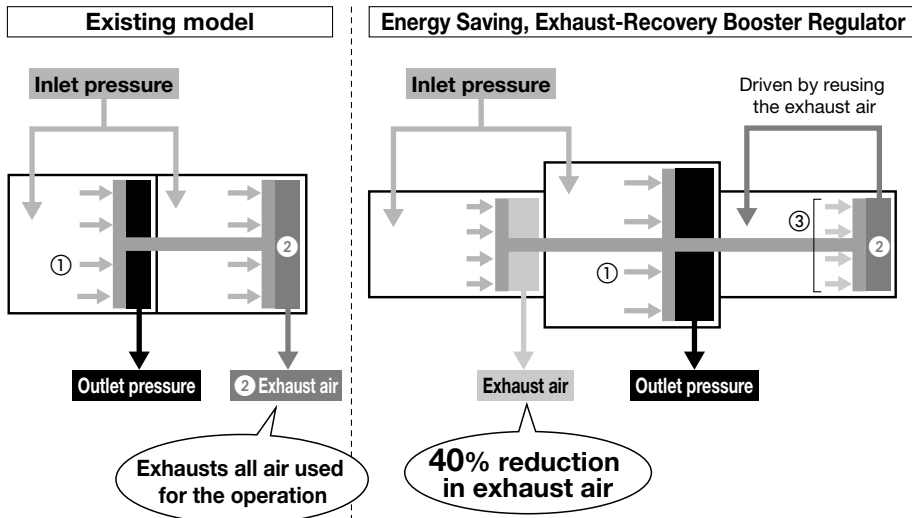 Existing model
Inlet pressure
①
②
Outlet pressure
② Exhaust air
Exhausts all air used
for the operation
Energy Saving, Exhaust-Recovery Booster Regulator
Inlet pressure
Driven by reusing
the exhaust air
③
①
②
Exhaust air
Outlet pressure
40% reduction
in exhaust air